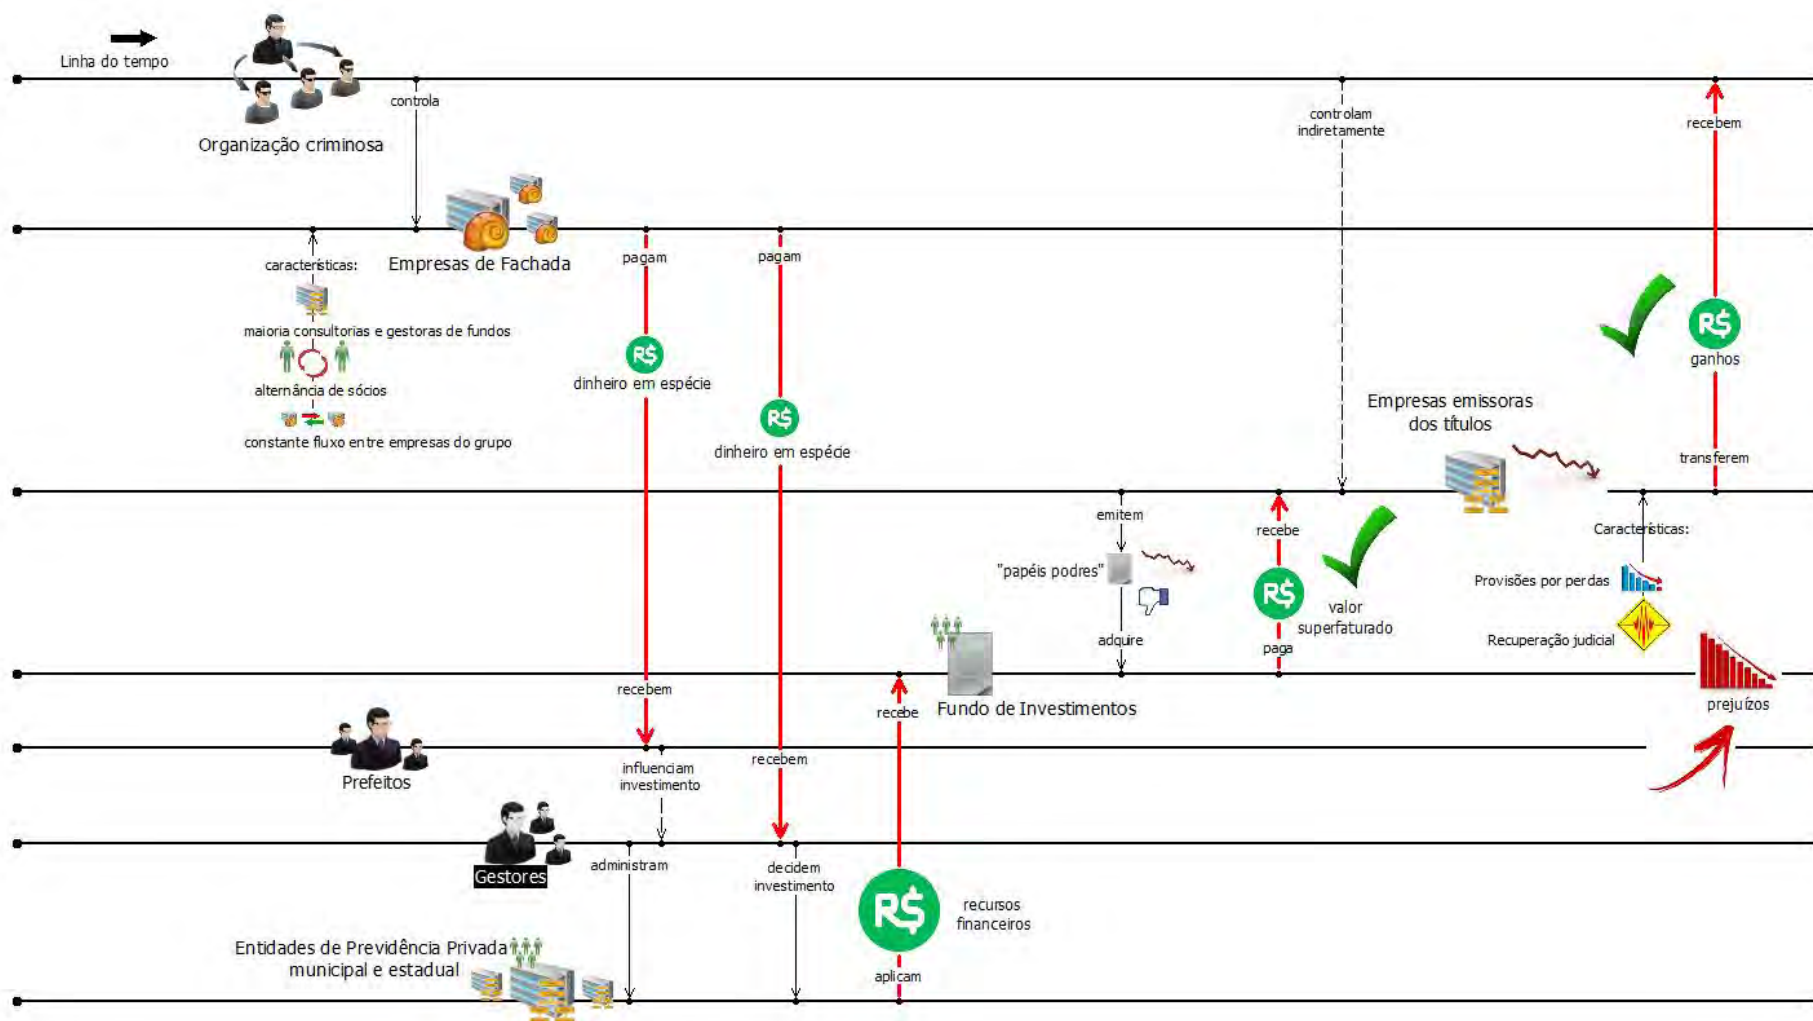 Linha do tempo
Organização criminosa
controla
controlam
indiretamente
recebem
características:
Empresas de Fachada
pagam
pagam
maioria consultorias e gestoras de fundos
alternância de sócios
constante fluxo entre empresas do grupo
R$
dinheiro em espécie
R$
dinheiro em espécie
R$
ganhos
Empresas emissoras
dos títulos
transferem
emitem
"papéis podres"
adquire
recebe
R$
paga
valor
superfaturado
Características:
Provisões por perdas
Recuperação judicial
prejuízos
recebem
recebe
Fundo de Investimentos
Prefeitos
influenciam
investimento
recebem
Gestores
administram
decidem
investimento
R$
recursos
financeiros
Entidades de Previdência Privada
municipal e estadual
aplicam